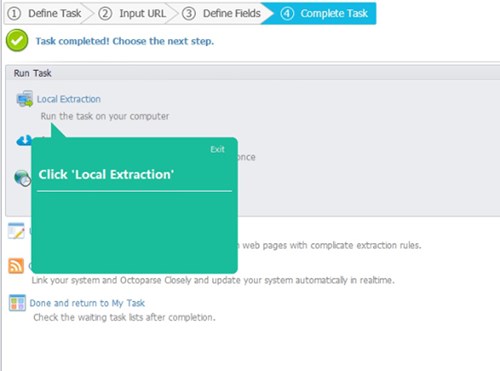 1 Define Task 2 Input URL 3 Define Fields 4 Complete Task
Task completed! Choose the next step.
Run Task
Local Extraction
Run the task on your computer
Exit
once
Click 'Local Extraction'
web pages with complicate extraction rules.
Link your system and Octoparse Closely and update your system automatically in realtime.
Done and return to My Task
Check the waiting task lists after completion.